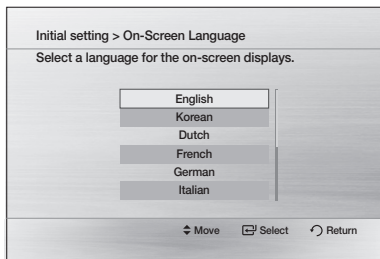 Initial setting > On-Screen Language
Select a language for the on-screen displays.
English
Korean
Dutch
French
German
Italian
Move Select Return